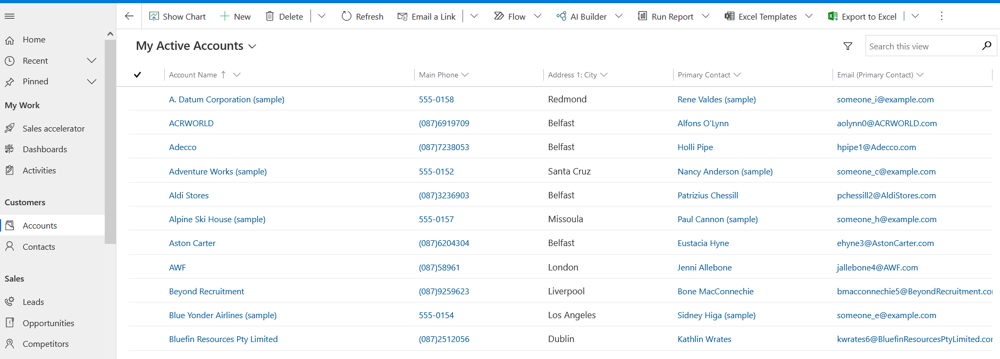 Show Chart New Delete Refresh Email a Link Flow AI Builder Run Report Excel Templates Export to Excel
Home
Recent
Pinned
My Work
Sales accelerator
Dashboards
Activities
Customers
Accounts
Contacts
Sales
Leads
Opportunities
Competitors
My Active Accounts
Search this view
Account Name Main Phone Address 1: City Primary Contact Email (Primary Contact)
A. Datum Corporation (sample) 555-0158 Redmond Rene Valdes (sample) someone_i@example.com
ACRWORLD (087)6919709 Belfast Alfons O'Lynn aolynn0@ACRWORLD.com
Adecco (087)7238053 Belfast Holli Pipe hpipe1@Adecco.com
Adventure Works (sample) 555-0152 Santa Cruz Nancy Anderson (sample) someone_c@example.com
Aldi Stores (087)3236903 Belfast Patrizius Chessill pchessill2@AldiStores.com
Alpine Ski House (sample) 555-0157 Missoula Paul Cannon (sample) someone_h@example.com
Aston Carter (087)6204304 Belfast Eustacia Hyne ehyne3@AstonCarter.com
AWF (087)58961 London Jenni Allebone jallebone4@AWF.com
Beyond Recruitment (087)9259623 Liverpool Bone MacConnechie bmacconnechie5@BeyondRecruitment.co
Blue Yonder Airlines (sample) 555-0154 Los Angeles Sidney Higa (sample) someone_e@example.com
Bluefin Resources Pty Limited (087)2512056 Dublin Kathlin Wrates kwrates6@BluefinResourcesPtyLimited.co